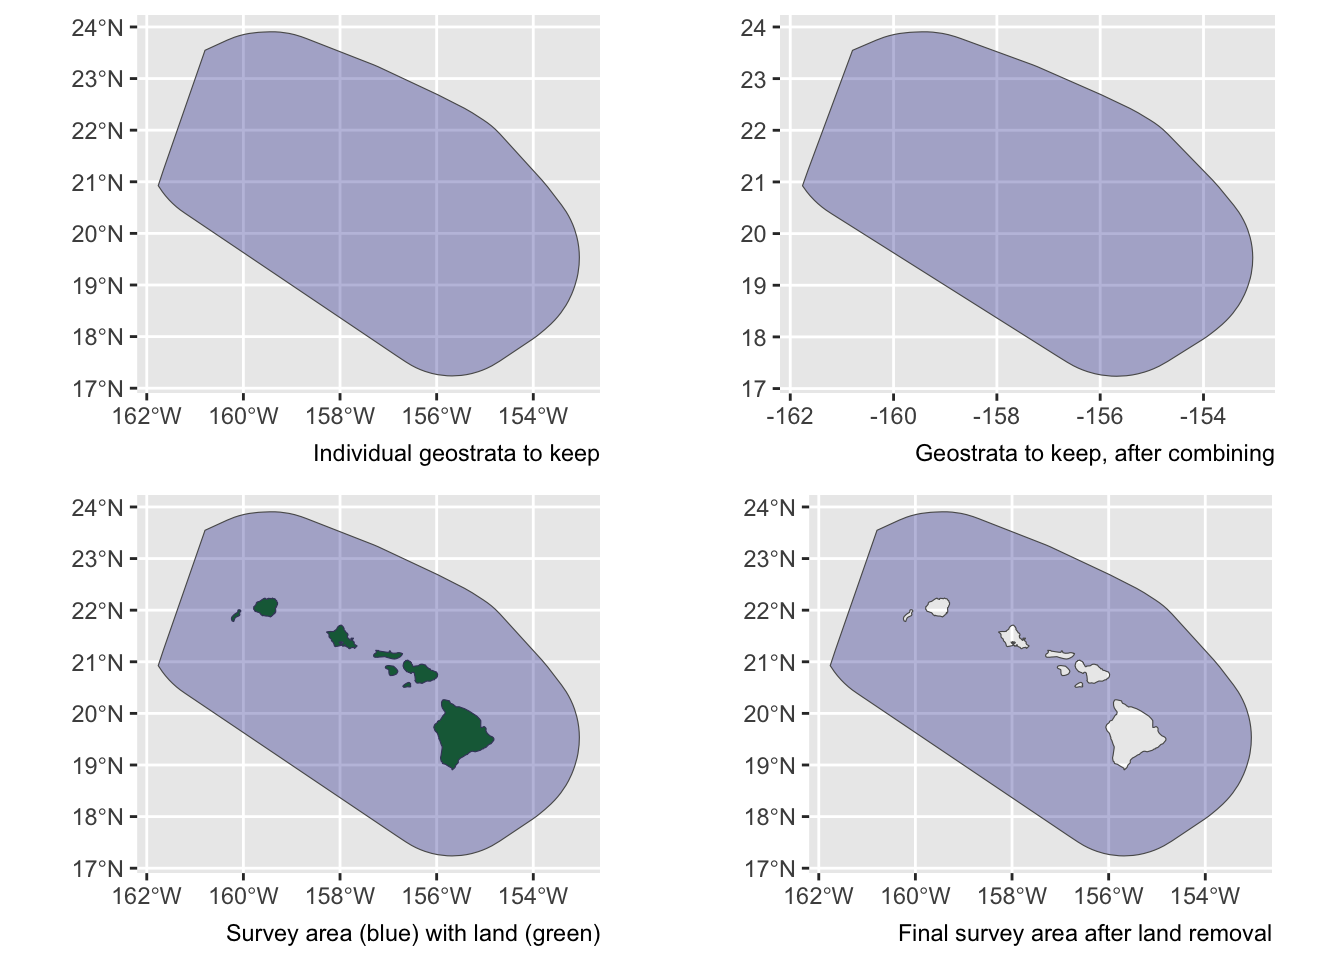 24°N
23°N
22°N
21°N
20°N
19°N
18°N
17°N
162°W 160°W 158°W 156°W 154°W
Individual geostrata to keep
24
23
22
21
20
19
18
17
-162 -160 -158 -156 -154
Geostrata to keep, after combining
24°N
23°N
22°N
21°N
20°N
19°N
18°N
17°N
162°W 160°W 158°W 156°W 154°W
Survey area (blue) with land (green)
24°N
23°N
22°N
21°N
20°N
19°N
18°N
17°N
162°W 160°W 158°W 156°W 154°W
Final survey area after land removal